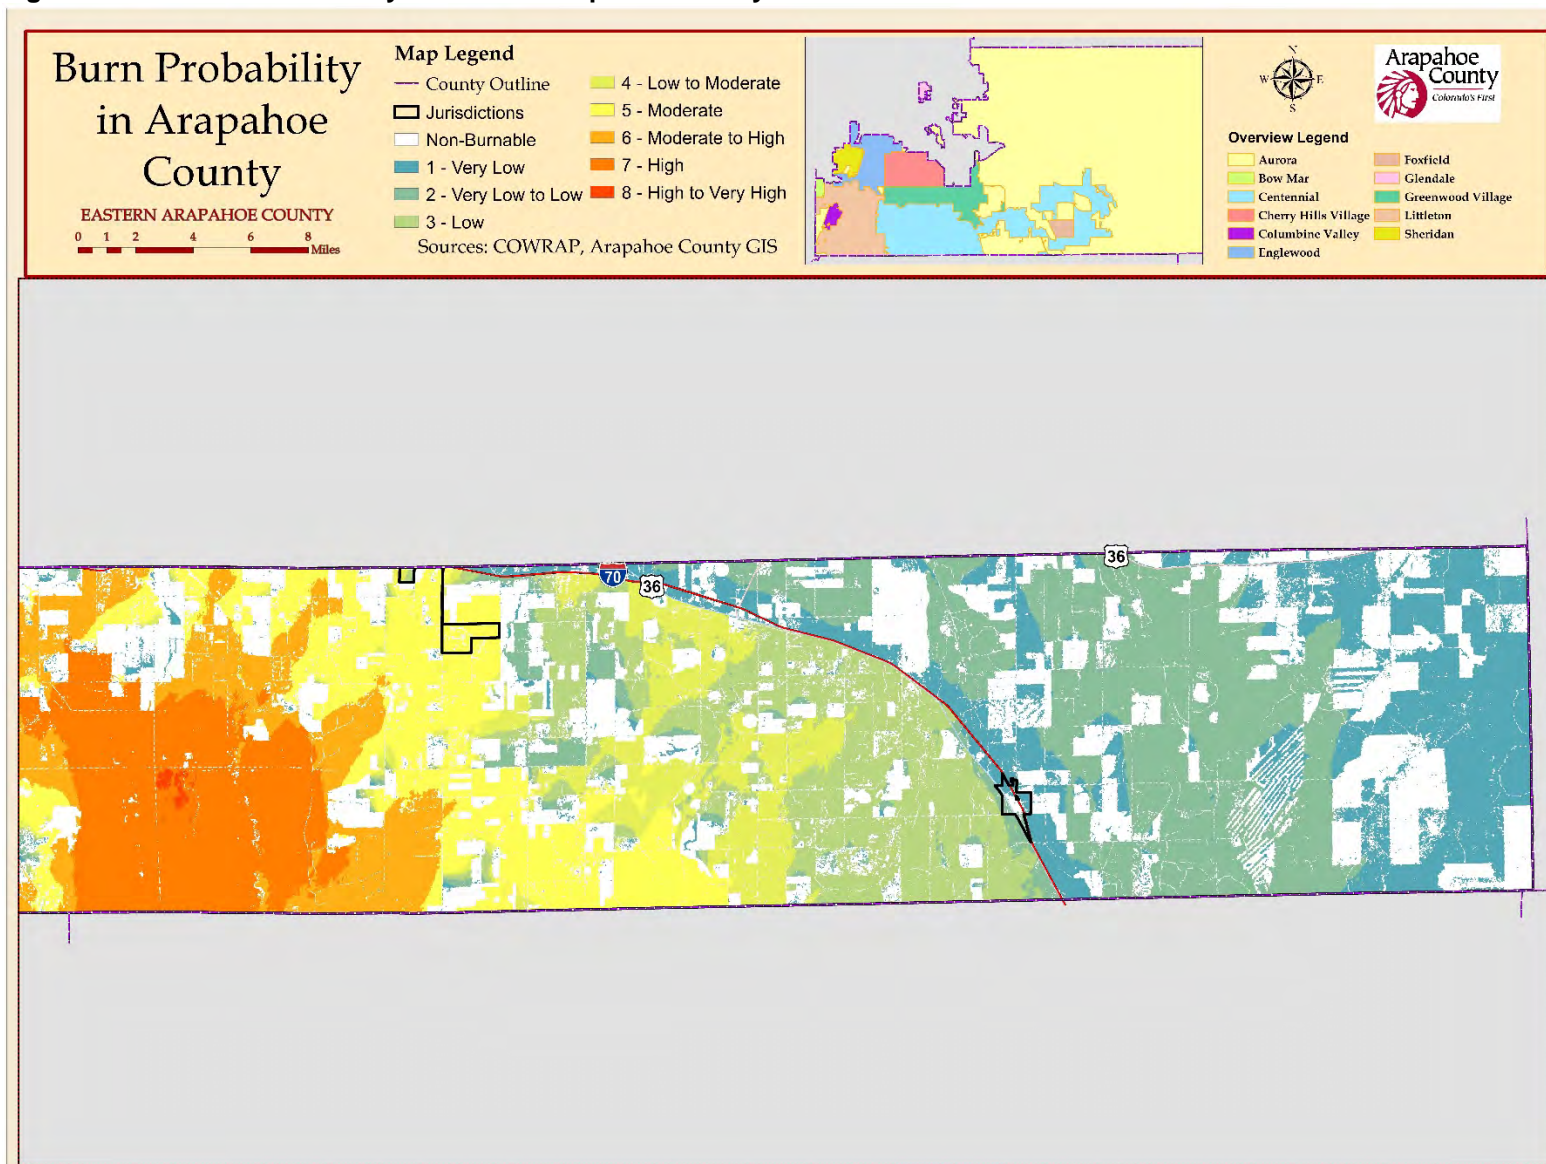 Burn Probability
in Arapahoe
County
EASTERN ARAPAHOE COUNTY
0 1 2 4 6 8
Miles
Map Legend
County Outline
Jurisdictions
Non-Burnable
1 - Very Low
2 - Very Low to Low
3 - Low
4 - Low to Moderate
5 - Moderate
6 - Moderate to High
7 - High
8 - High to Very High
Sources: COWRAP, Arapahoe County GIS
N
W E
S
Arapahoe
County
Colorado's First
Overview Legend
Aurora
Bow Mar
Centennial
Cherry Hills Village
Columbine Valley
Englewood
Foxfield
Glendale
Greenwood Village
Littleton
Sheridan
36
70
36